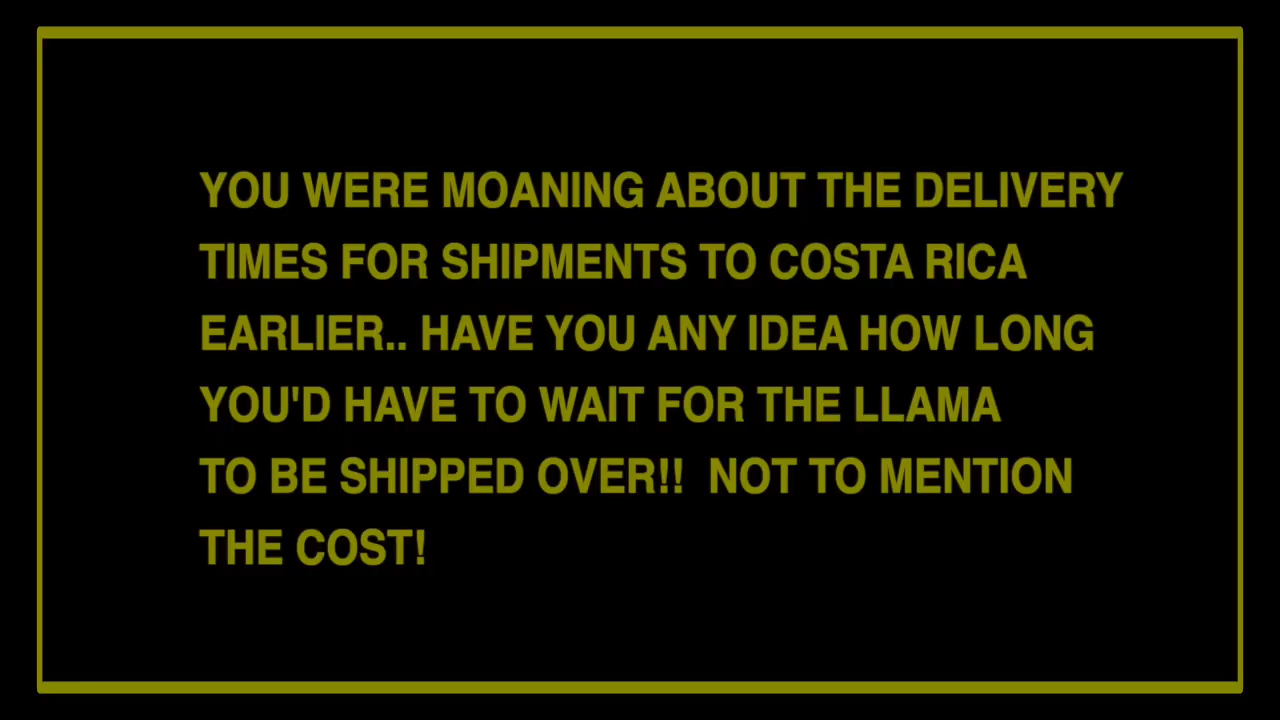 YOU WERE MOANING ABOUT THE DELIVERY
TIMES FOR SHIPMENTS TO COSTA RICA
EARLIER.. HAVE YOU ANY IDEA HOW LONG
YOU'D HAVE TO WAIT FOR THE LLAMA
TO BE SHIPPED OVER!!  NOT TO MENTION
THE COST!